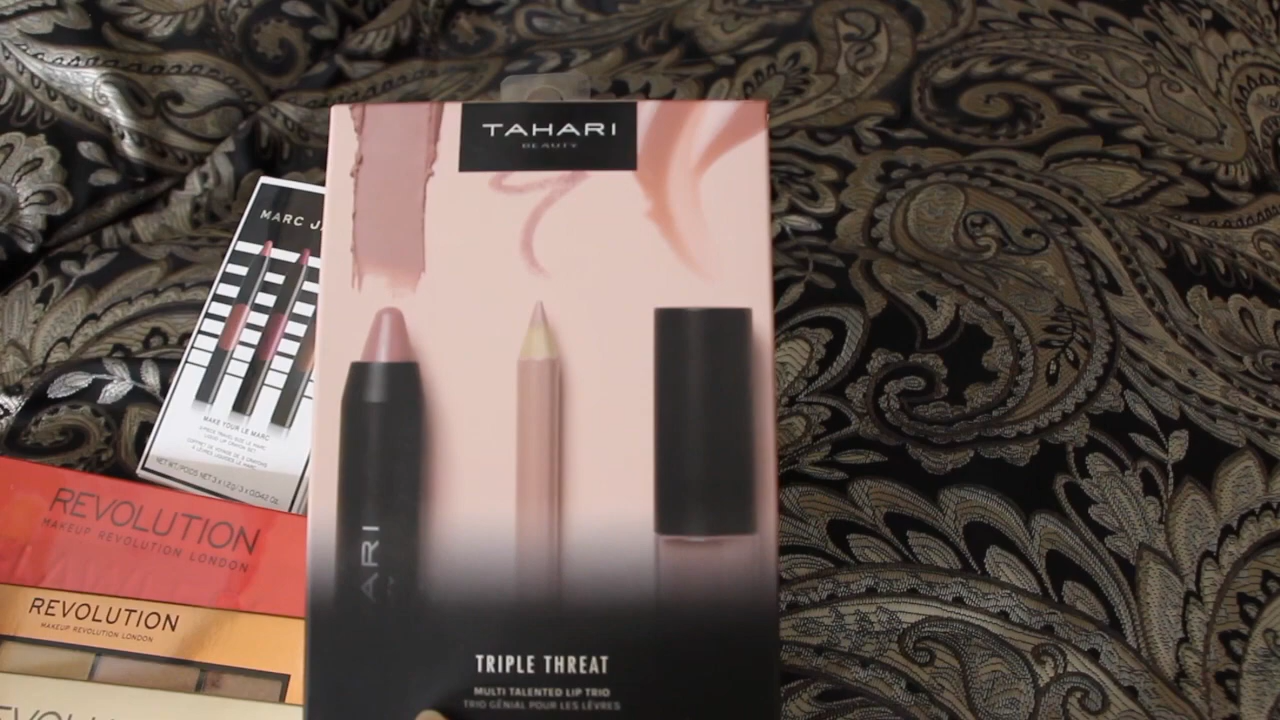 TAHARI
BEAUTY
ARI
TRIPLE THREAT
MULTI TALENTED LIP TRIO
TRIO GÉNIAL POUR LES LÈVRES
MARC J
MAKE YOUR LE MARC
REVOLUTION
MAKEUP REVOLUTION LONDON
REVOLUTION
MAKEUP REVOLUTION LONDON